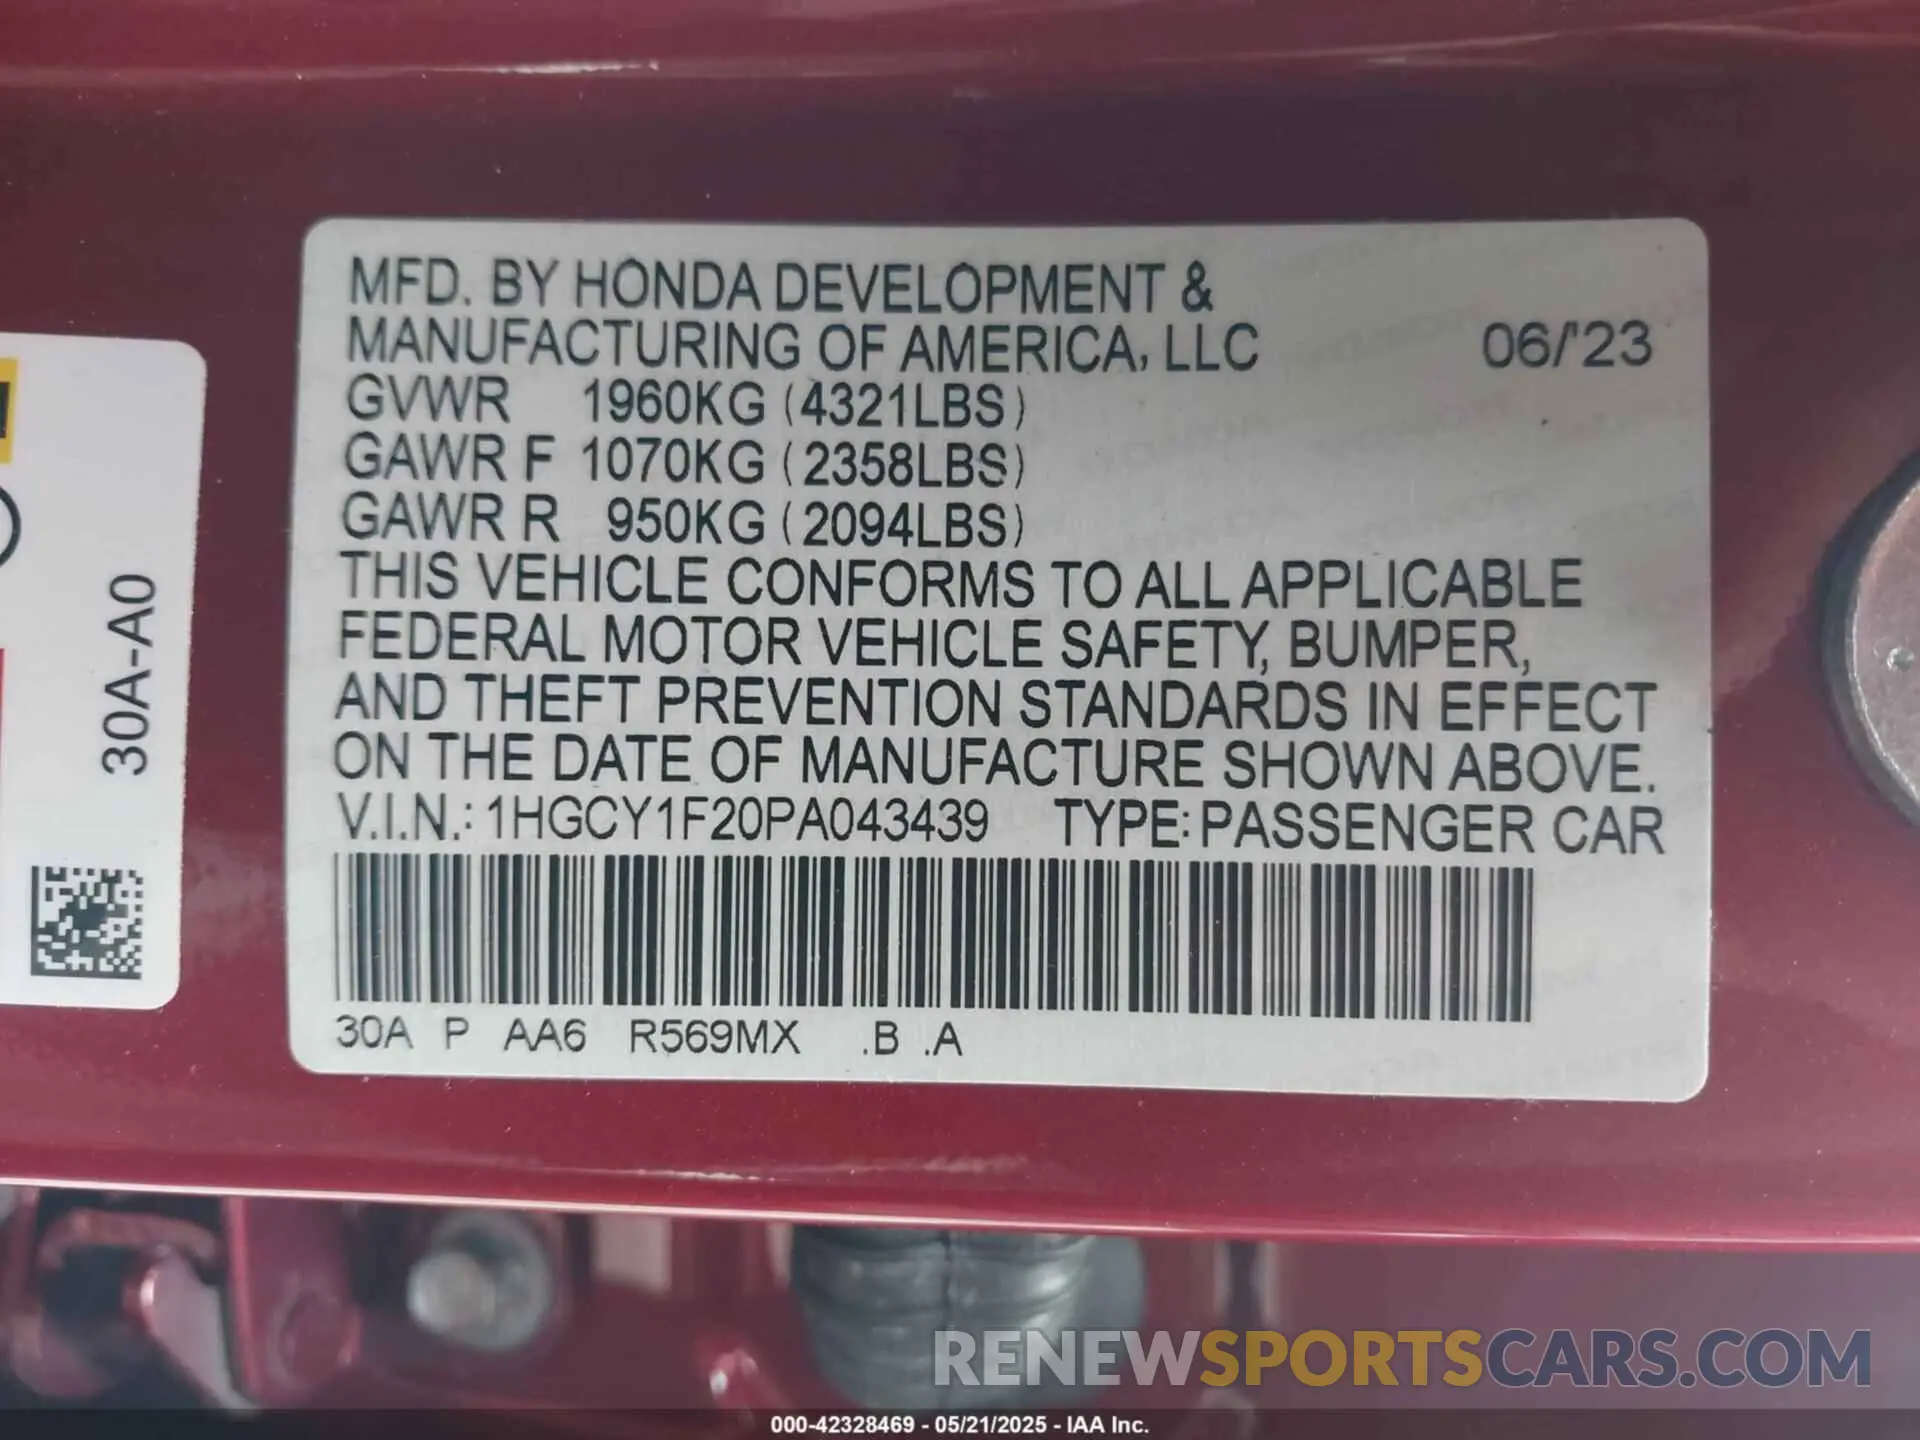 MFD. BY HONDA DEVELOPMENT &
MANUFACTURING OF AMERICA, LLC 06/'23
GVWR 1960KG (4321LBS)
GAWR F 1070KG (2358LBS)
GAWR R 950KG (2094LBS)
THIS VEHICLE CONFORMS TO ALL APPLICABLE
FEDERAL MOTOR VEHICLE SAFETY, BUMPER,
AND THEFT PREVENTION STANDARDS IN EFFECT
ON THE DATE OF MANUFACTURE SHOWN ABOVE.
V.I.N.: 1HGCY1F20PA043439 TYPE: PASSENGER CAR
30A P AA6 R569MX .B .A
30A-A0
RENEWSPORTSCARS.COM
000-42328469 - 05/21/2025 - IAA Inc.